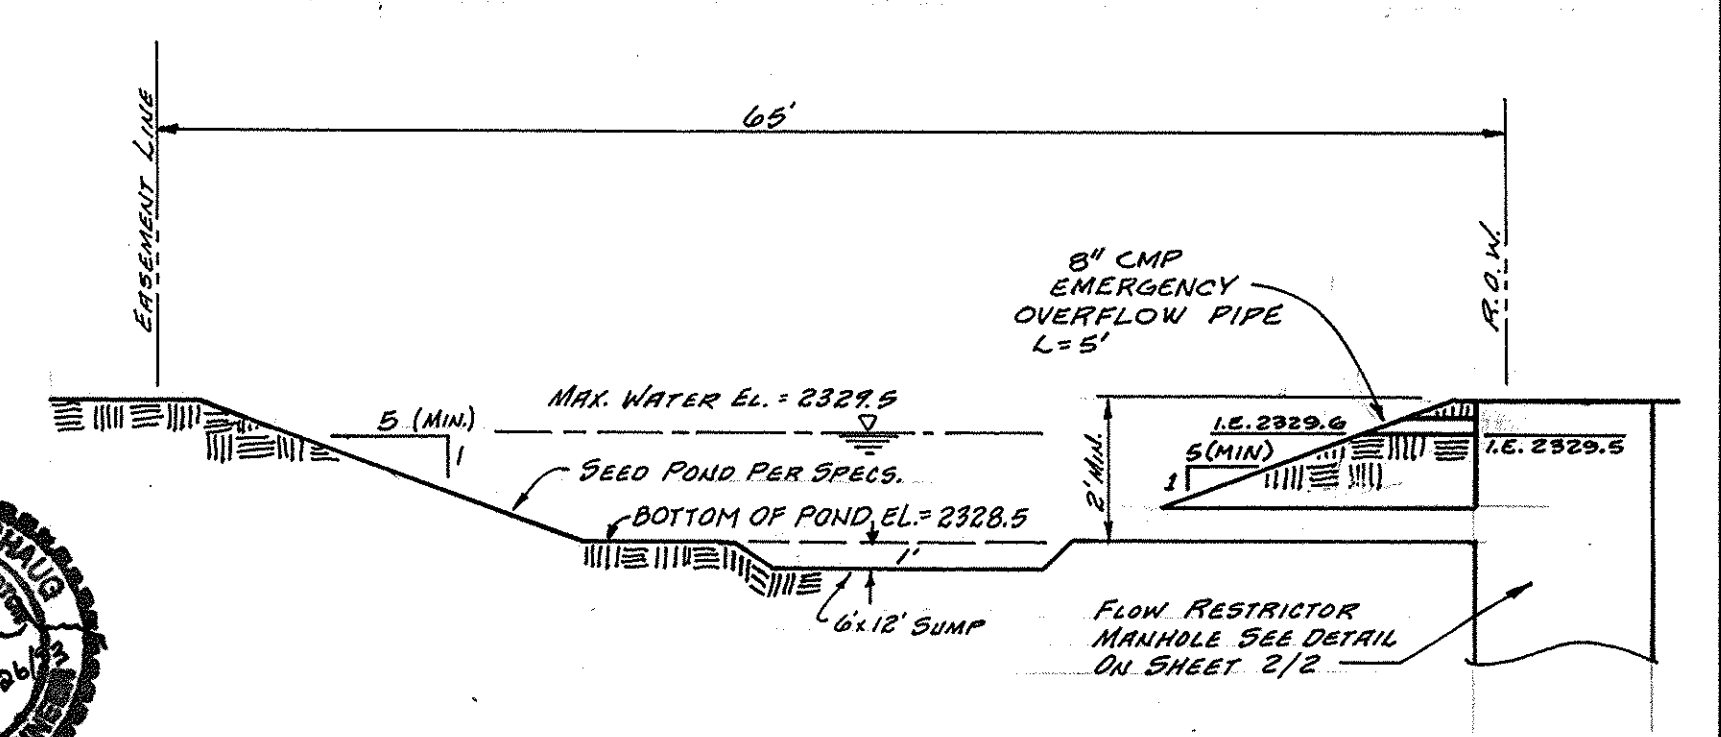 65'
EASEMENT LINE
R.O.W.
8" CMP
EMERGENCY
OVERFLOW PIPE
L=5'
MAX. WATER EL. = 2329.5
5 (MIN.)
1
I.E. 2329.6
I.E. 2329.5
5 (MIN)
1
2' MIN.
SEED POND PER SPECS.
BOTTOM OF POND EL.= 2328.5
1'
6'x12' SUMP
FLOW RESTRICTOR
MANHOLE SEE DETAIL
ON SHEET 2/2
HAUG